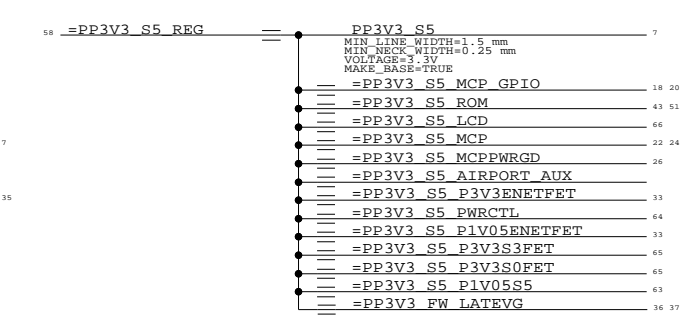 58 =PP3V3_S5_REG PP3V3_S5 7
MIN_LINE_WIDTH=1.5 mm
MIN_NECK_WIDTH=0.25 mm
VOLTAGE=3.3V
MAKE_BASE=TRUE
=PP3V3_S5_MCP_GPIO 18 20
=PP3V3_S5_ROM 43 51
=PP3V3_S5_LCD 66
7 =PP3V3_S5_MCP 22 24
=PP3V3_S5_MCPPWRGD 26
=PP3V3_S5_AIRPORT_AUX
35 =PP3V3_S5_P3V3ENETFET 33
=PP3V3_S5_PWRCTL 64
=PP3V3_S5_P1V05ENETFET 33
=PP3V3_S5_P3V3S3FET 65
=PP3V3_S5_P3V3S0FET 65
=PP3V3_S5_P1V05S5 63
=PP3V3_FW_LATEVG 36 37